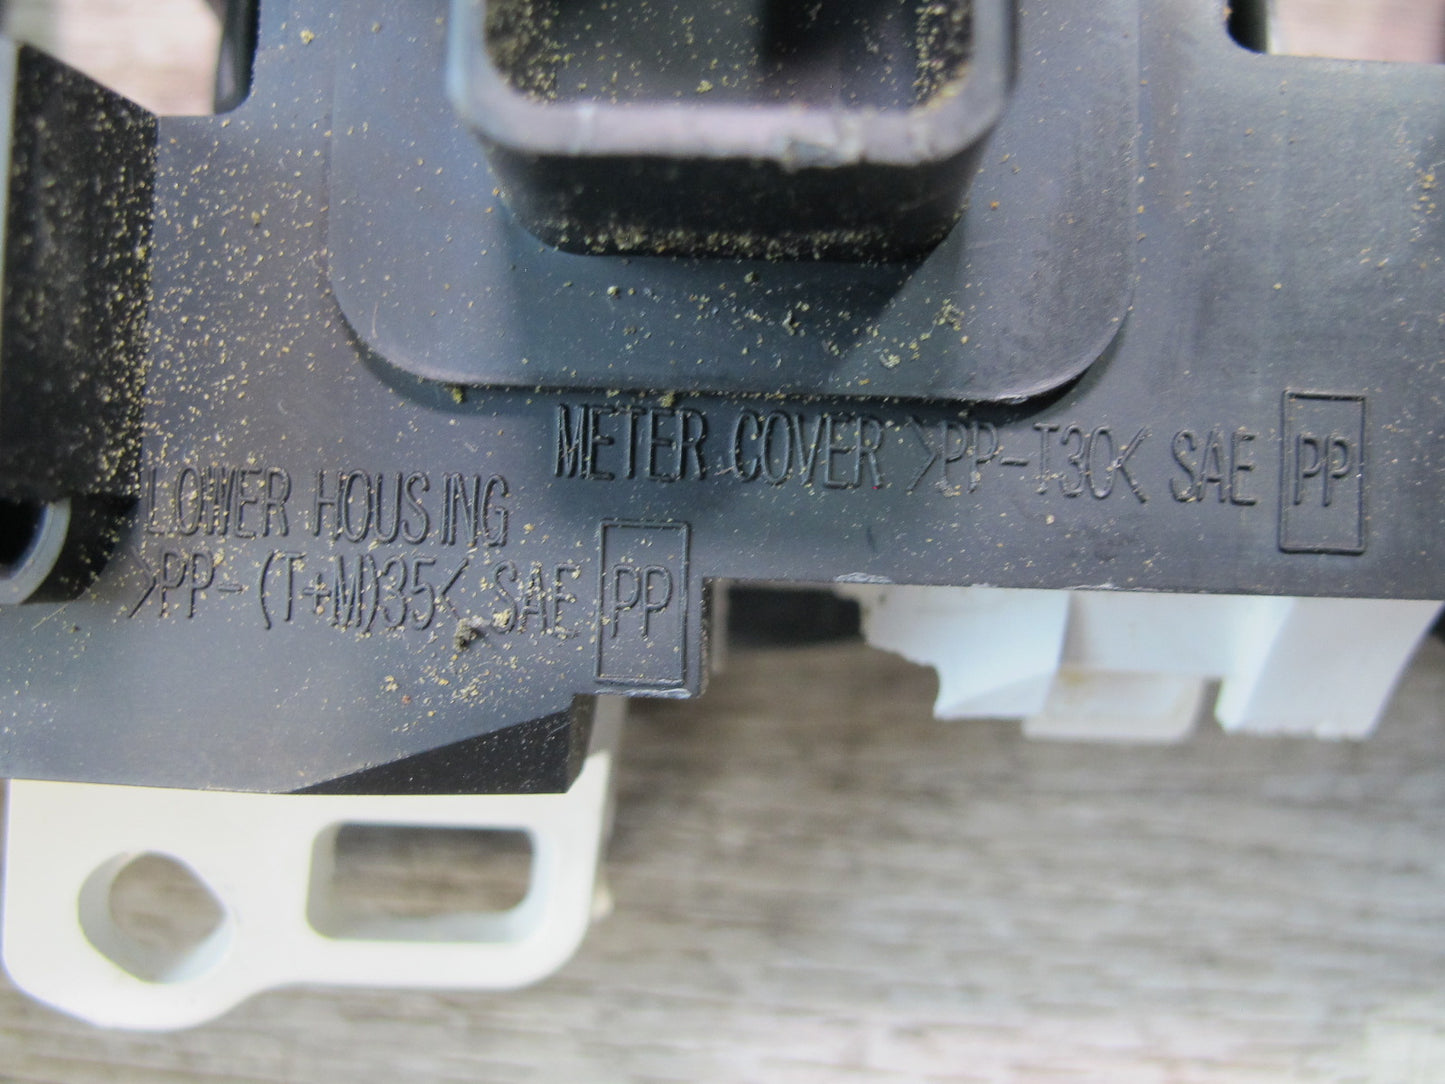 METER COVER >PP-T30< SAE PP
LOWER HOUSING
>PP-(T+M)35< SAE PP